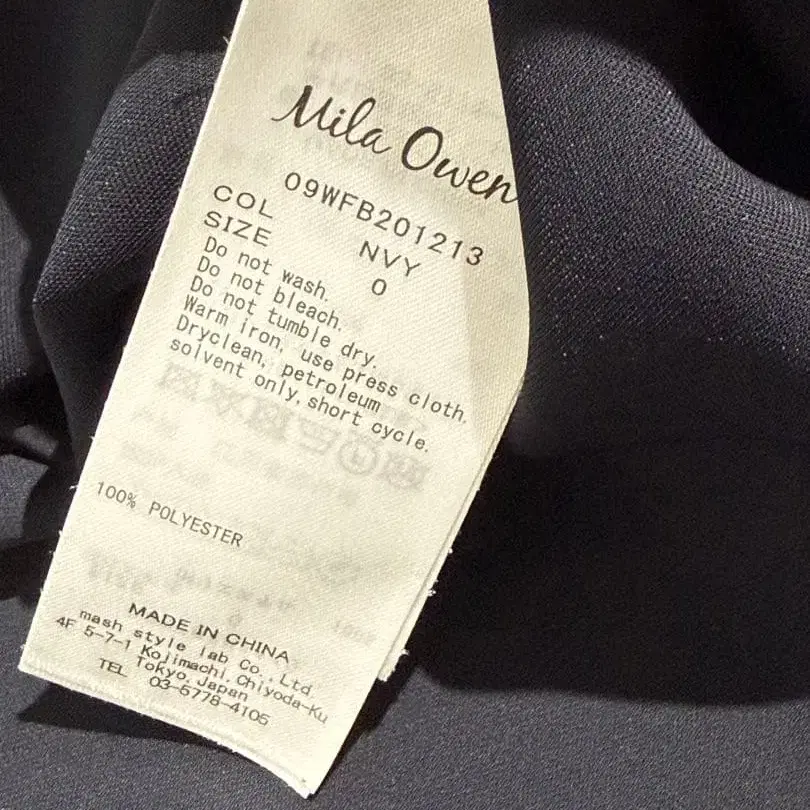 Mila Owen
09WFB201213
COL NVY
SIZE 0
Do not wash.
Do not bleach.
Do not tumble dry.
Warm iron, use press cloth.
Dryclean, petroleum
solvent only,short cycle.
100% POLYESTER
MADE IN CHINA
mash style lab Co.,Ltd.
4F 5-7-1 Kojimachi,Chiyoda-Ku
Tokyo,Japan
TEL 03-5778-4105